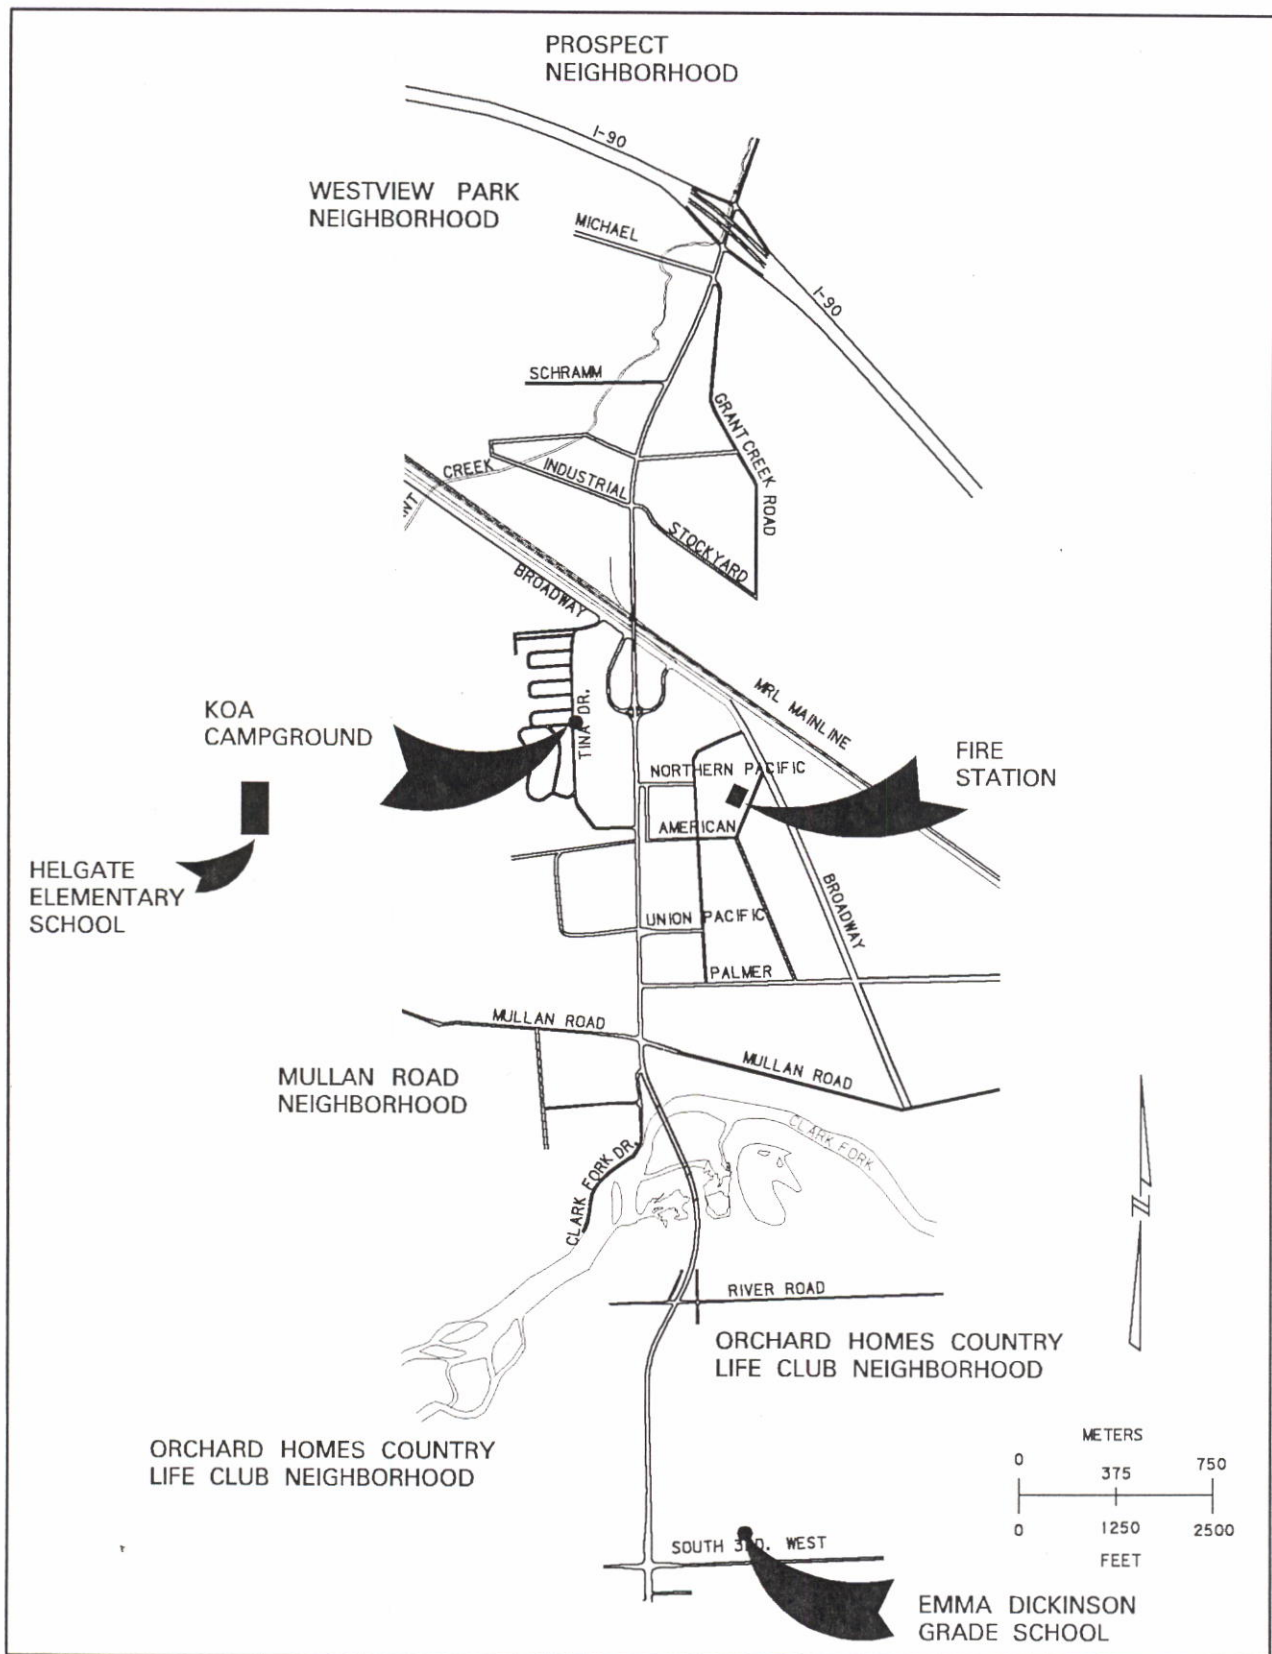 PROSPECT
NEIGHBORHOOD
I-90
WESTVIEW PARK
NEIGHBORHOOD
MICHAEL
I-90
SCHRAMM
GRANT CREEK ROAD
CREEK
INDUSTRIAL
NT
STOCKYARD
BROADWAY
TINA DR.
MRL MAINLINE
KOA
CAMPGROUND
NORTHERN PACIFIC
FIRE
STATION
AMERICAN
HELGATE
ELEMENTARY
SCHOOL
BROADWAY
UNION PACIFIC
PALMER
MULLAN ROAD
MULLAN ROAD
MULLAN ROAD
NEIGHBORHOOD
CLARK FORK
CLARK FORK DR.
N
RIVER ROAD
ORCHARD HOMES COUNTRY
LIFE CLUB NEIGHBORHOOD
ORCHARD HOMES COUNTRY
LIFE CLUB NEIGHBORHOOD
METERS
0 375 750
0 1250 2500
FEET
SOUTH 3RD. WEST
EMMA DICKINSON
GRADE SCHOOL